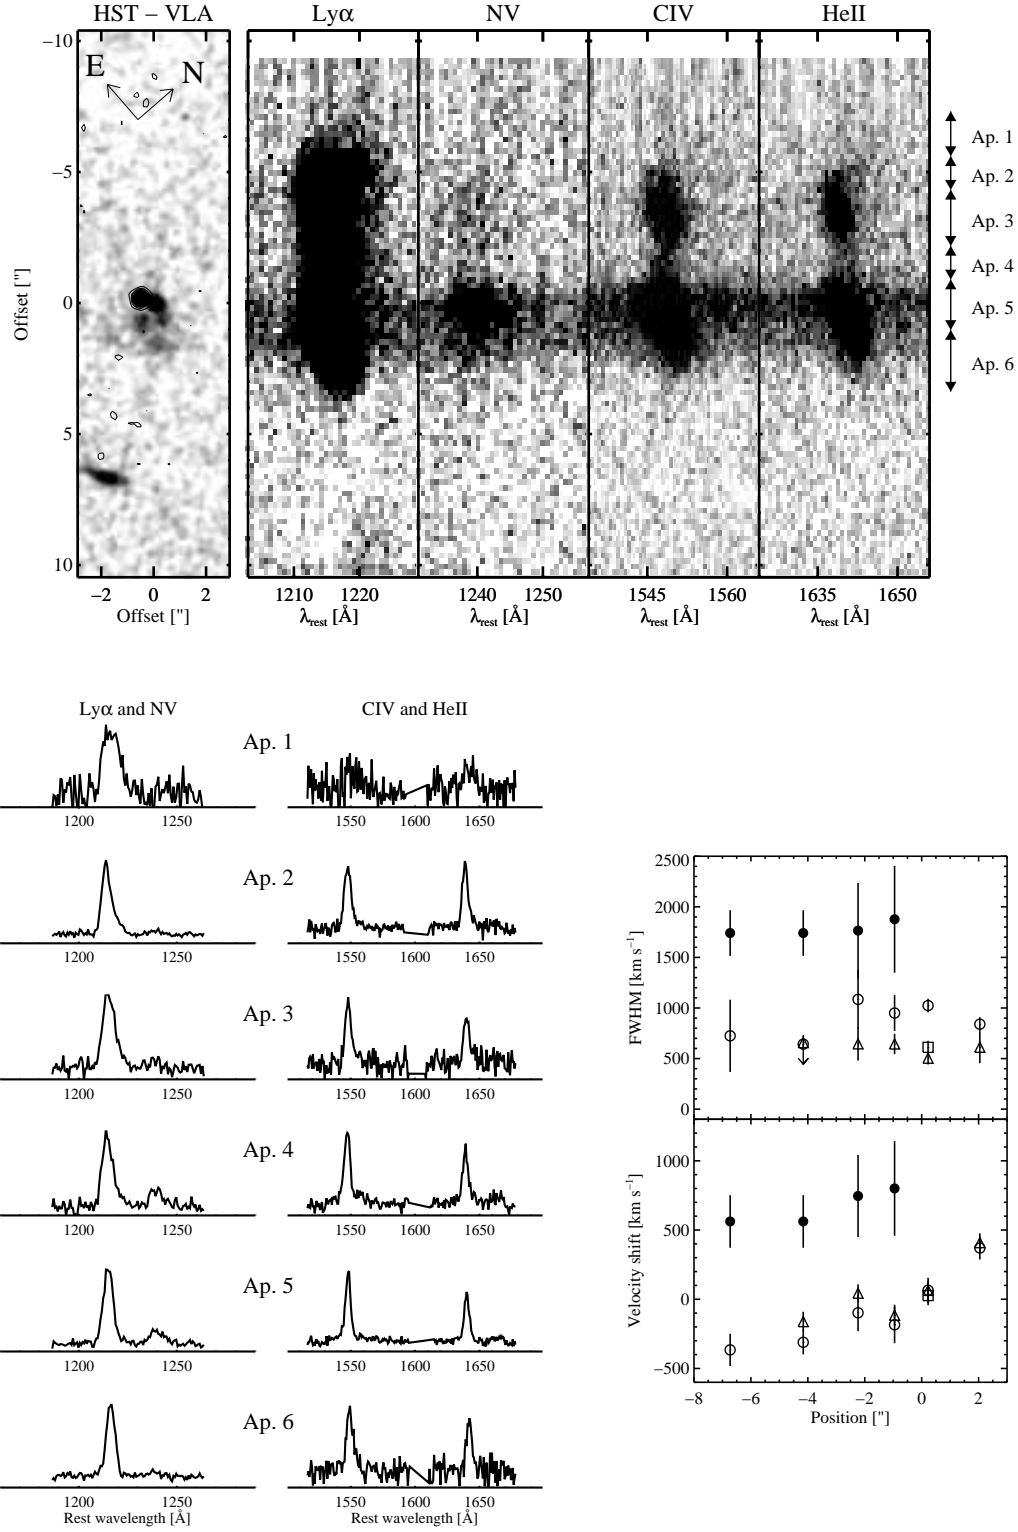 HST − VLA
Lyα
NV
CIV
HeII
E
N
−10
−5
0
5
10
Offset ["]
−2 0 2
Offset ["]
1210 1220
λrest [Å]
1240 1250
λrest [Å]
1545 1560
λrest [Å]
1635 1650
λrest [Å]
Ap. 1
Ap. 2
Ap. 3
Ap. 4
Ap. 5
Ap. 6
Lyα and NV
CIV and HeII
Ap. 1
1200 1250
1550 1600 1650
Ap. 2
1200 1250
1550 1600 1650
Ap. 3
1200 1250
1550 1600 1650
Ap. 4
1200 1250
1550 1600 1650
Ap. 5
1200 1250
1550 1600 1650
Ap. 6
1200 1250
Rest wavelength [Å]
1550 1600 1650
Rest wavelength [Å]
2500
2000
1500
1000
500
0
FWHM [km s−1]
1000
500
0
−500
Velocity shift [km s−1]
−8 −6 −4 −2 0 2
Position ["]